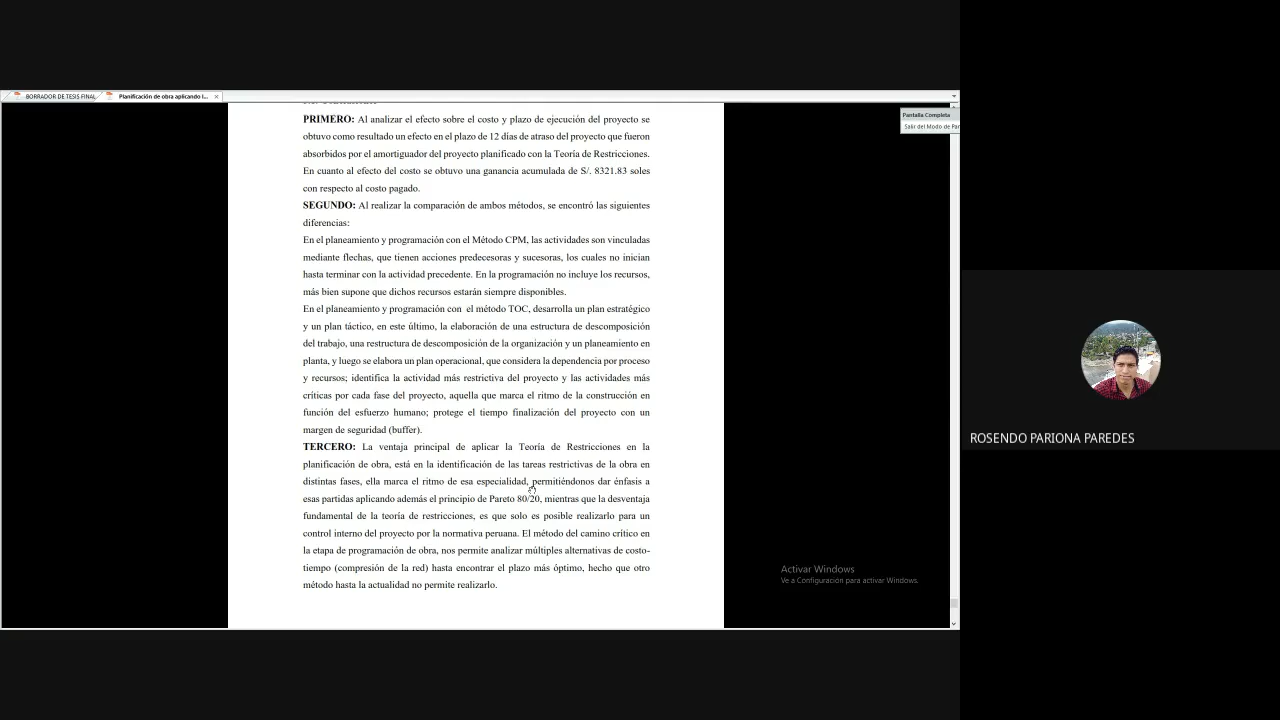 BORRADOR DE TESIS FINAL
Planificación de obra aplicando l...
Pantalla Completa
Salir del Modo de Par
PRIMERO: Al analizar el efecto sobre el costo y plazo de ejecución del proyecto se
obtuvo como resultado un efecto en el plazo de 12 días de atraso del proyecto que fueron
absorbidos por el amortiguador del proyecto planificado con la Teoría de Restricciones.
En cuanto al efecto del costo se obtuvo una ganancia acumulada de S/. 8321.83 soles
con respecto al costo pagado.
SEGUNDO: Al realizar la comparación de ambos métodos, se encontró las siguientes
diferencias:
En el planeamiento y programación con el Método CPM, las actividades son vinculadas
mediante flechas, que tienen acciones predecesoras y sucesoras, los cuales no inician
hasta terminar con la actividad precedente. En la programación no incluye los recursos,
más bien supone que dichos recursos estarán siempre disponibles.
En el planeamiento y programación con el método TOC, desarrolla un plan estratégico
y un plan táctico, en este último, la elaboración de una estructura de descomposición
del trabajo, una restructura de descomposición de la organización y un planeamiento en
planta, y luego se elabora un plan operacional, que considera la dependencia por proceso
y recursos; identifica la actividad más restrictiva del proyecto y las actividades más
críticas por cada fase del proyecto, aquella que marca el ritmo de la construcción en
función del esfuerzo humano; protege el tiempo finalización del proyecto con un
margen de seguridad (buffer).
TERCERO: La ventaja principal de aplicar la Teoría de Restricciones en la
planificación de obra, está en la identificación de las tareas restrictivas de la obra en
distintas fases, ella marca el ritmo de esa especialidad, permitiéndonos dar énfasis a
esas partidas aplicando además el principio de Pareto 80/20, mientras que la desventaja
fundamental de la teoría de restricciones, es que solo es posible realizarlo para un
control interno del proyecto por la normativa peruana. El método del camino crítico en
la etapa de programación de obra, nos permite analizar múltiples alternativas de costo-
tiempo (compresión de la red) hasta encontrar el plazo más óptimo, hecho que otro
método hasta la actualidad no permite realizarlo.
Activar Windows
Ve a Configuración para activar Windows.
ROSENDO PARIONA PAREDES